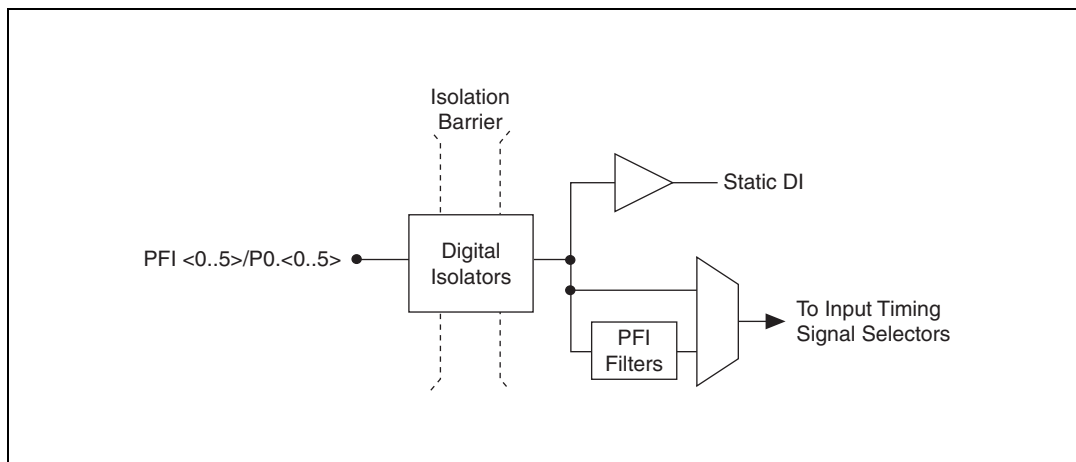 Isolation
Barrier
Static DI
PFI <0..5>/P0.<0..5>
Digital
Isolators
To Input Timing
Signal Selectors
PFI
Filters